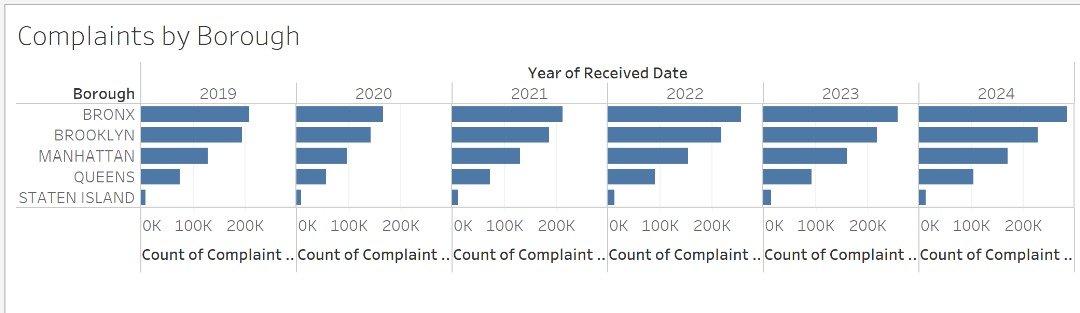 Complaints by Borough
Year of Received Date
Borough 2019 2020 2021 2022 2023 2024
BRONX
BROOKLYN
MANHATTAN
QUEENS
STATEN ISLAND
0K 100K 200K 0K 100K 200K 0K 100K 200K 0K 100K 200K 0K 100K 200K 0K 100K 200K
Count of Complaint .. Count of Complaint .. Count of Complaint .. Count of Complaint .. Count of Complaint .. Count of Complaint ..